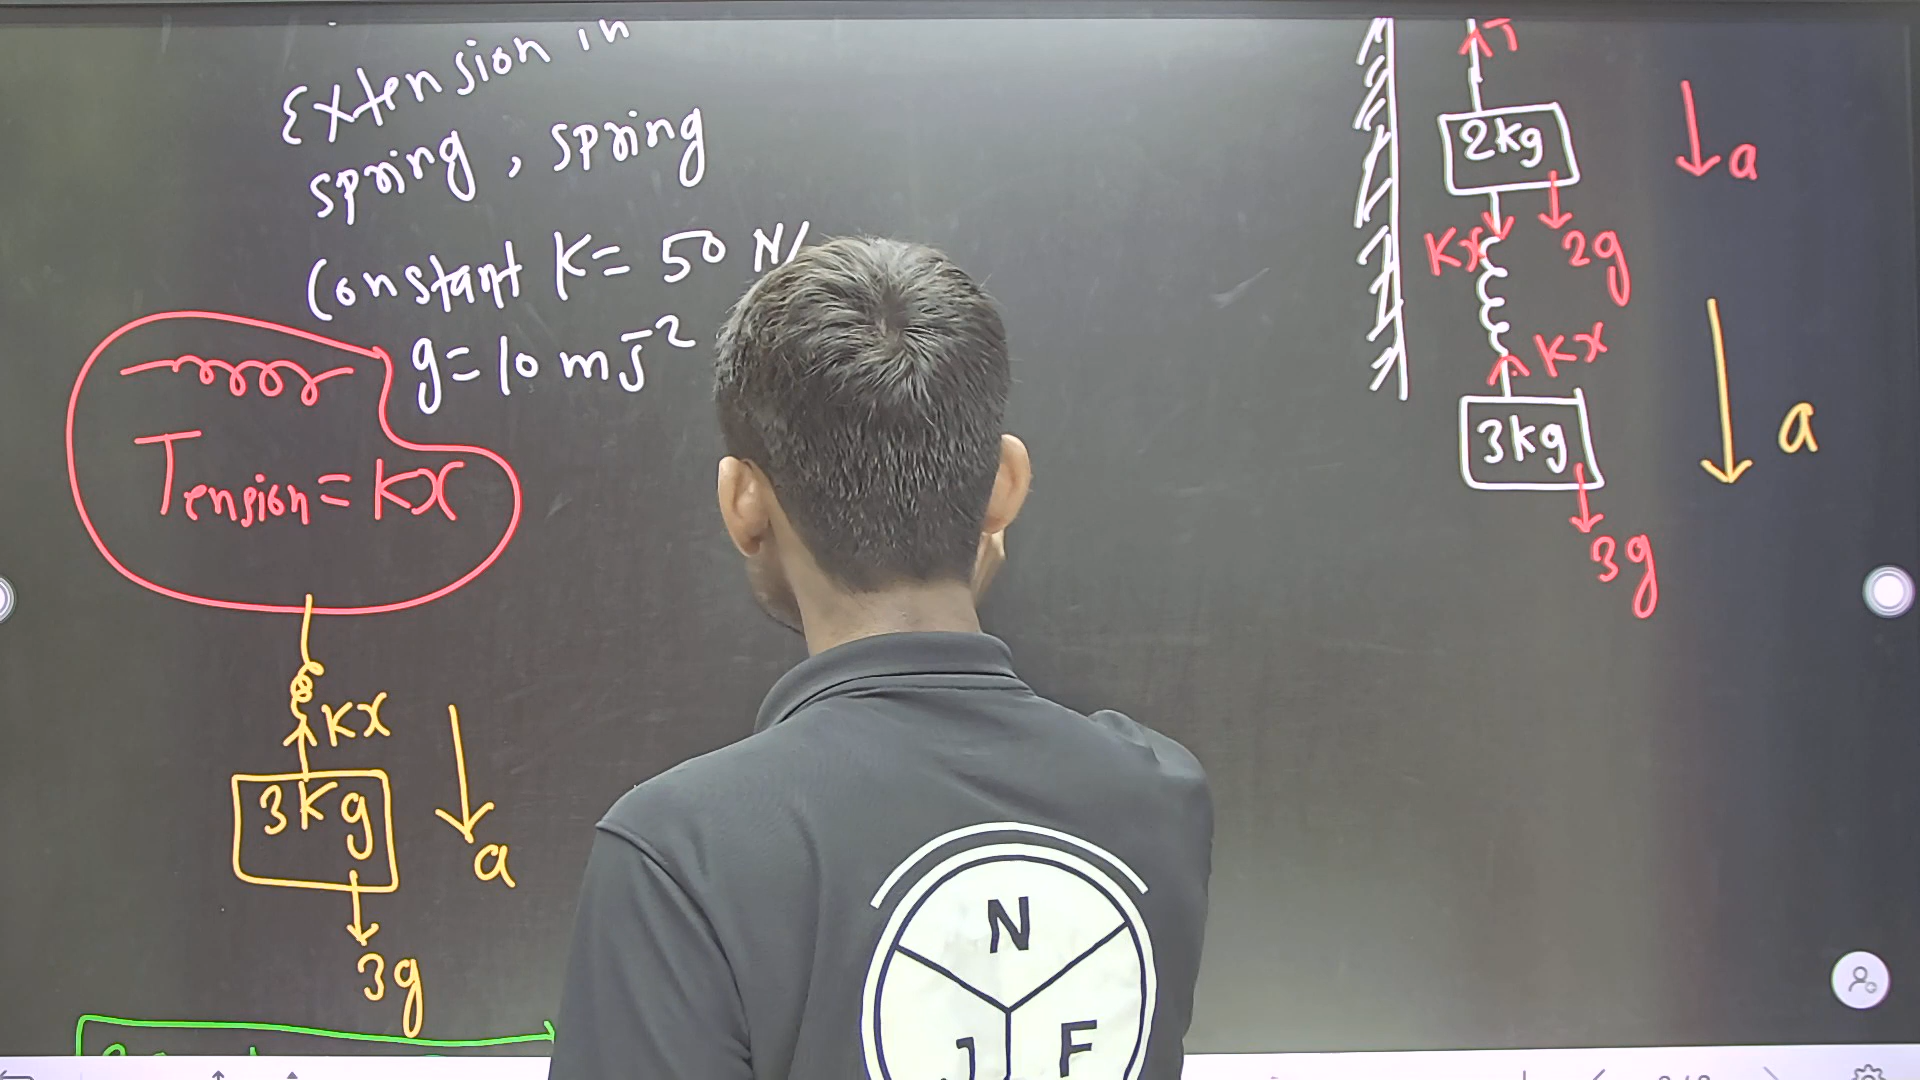 Extension in
spring, spring
Constant K= 50 N/
g= 10 ms̄²
Tension= Kx
Kx
3Kg
a
3g
T
2kg
a
Kx
2g
Kx
3kg
a
3g
N
J F